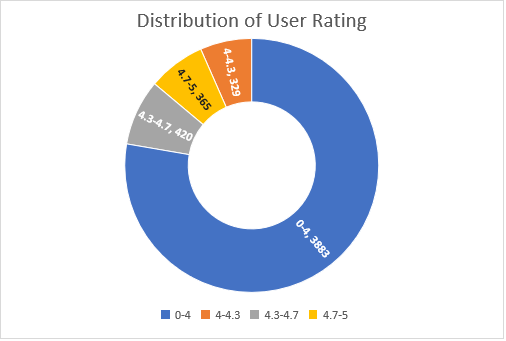 Distribution of User Rating
4-4.3, 329
4.7-5, 365
4.3-4.7, 420
0-4, 3883
0-4 4-4.3 4.3-4.7 4.7-5